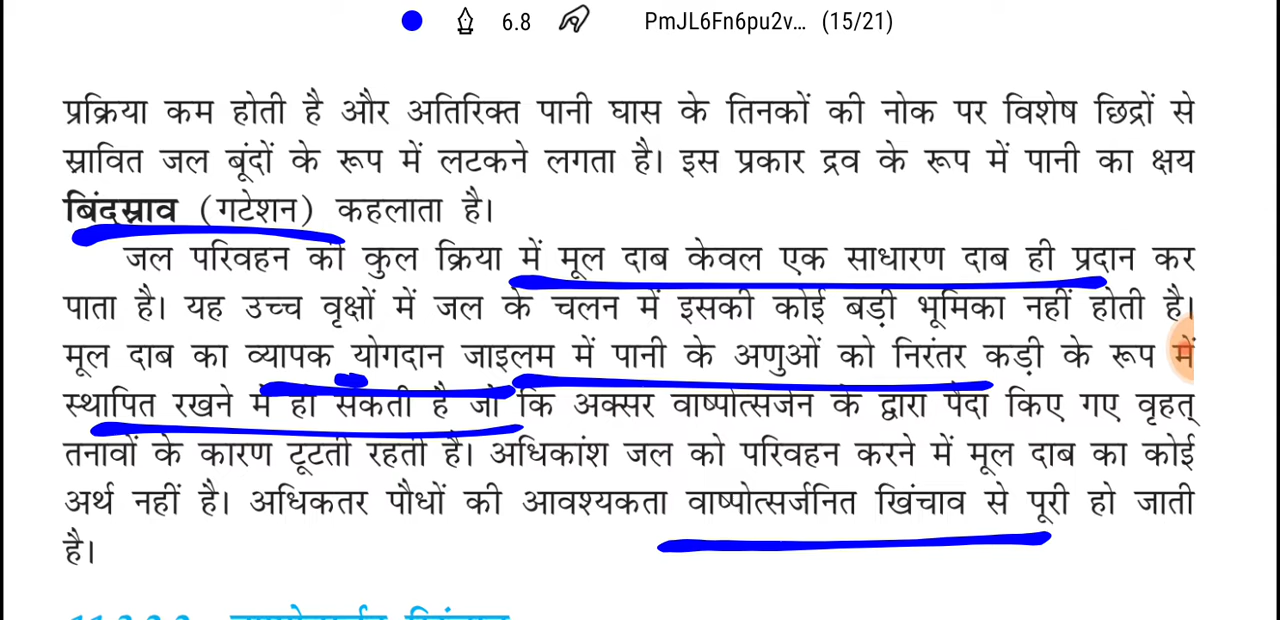 6.8 PmJL6Fn6pu2v... (15/21)
प्रक्रिया कम होती है और अतिरिक्त पानी घास के तिनकों की नोक पर विशेष छिद्रों से
स्रावित जल बूंदों के रूप में लटकने लगता है। इस प्रकार द्रव के रूप में पानी का क्षय
बिंदुस्राव (गटेशन) कहलाता है।
जल परिवहन की कुल क्रिया में मूल दाब केवल एक साधारण दाब ही प्रदान कर
पाता है। यह उच्च वृक्षों में जल के चलन में इसकी कोई बड़ी भूमिका नहीं होती है।
मूल दाब का व्यापक योगदान जाइलम में पानी के अणुओं को निरंतर कड़ी के रूप में
स्थापित रखने में हो सकती है जो कि अक्सर वाष्पोत्सर्जन के द्वारा पैदा किए गए वृहत्
तनावों के कारण टूटती रहती है। अधिकांश जल को परिवहन करने में मूल दाब का कोई
अर्थ नहीं है। अधिकतर पौधों की आवश्यकता वाष्पोत्सर्जनित खिंचाव से पूरी हो जाती
है।